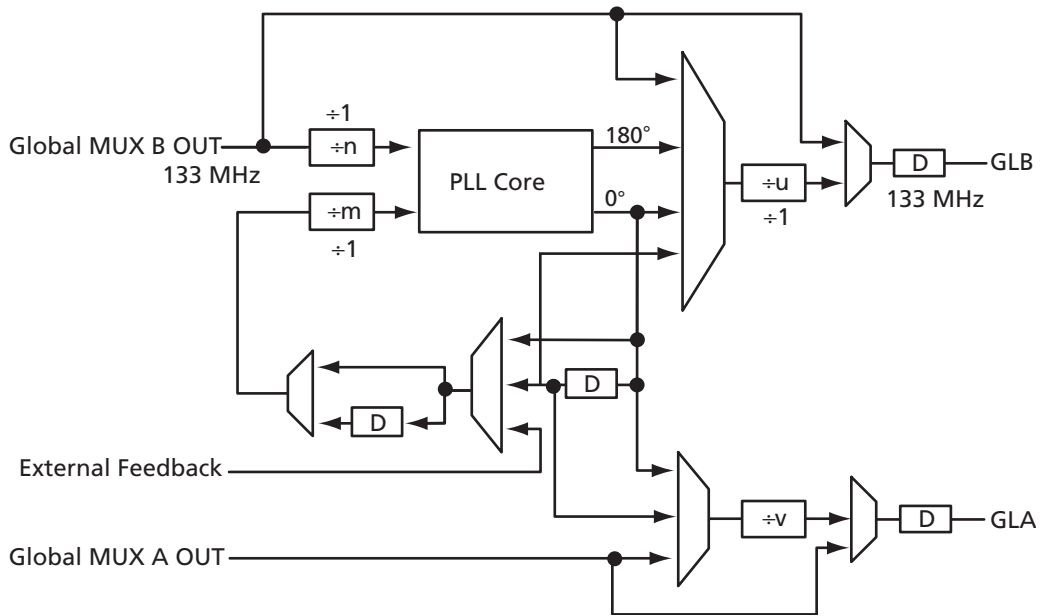 ÷1
Global MUX B OUT
÷n
133 MHz
PLL Core
180°
0°
÷m
÷1
÷u
÷1
D
GLB
133 MHz
D
D
External Feedback
÷v
D
GLA
Global MUX A OUT